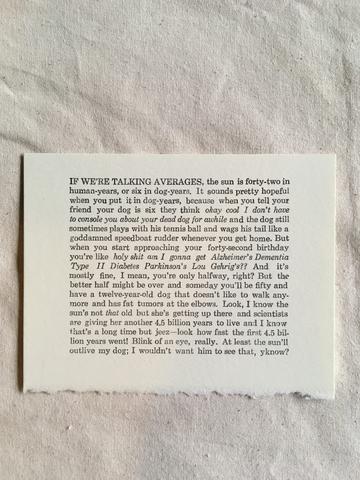 IF WE'RE TALKING AVERAGES, the sun is forty-two in
human-years, or six in dog-years. It sounds pretty hopeful
when you put it in dog-years, because when you tell your
friend your dog is six they think okay cool I don't have
to console you about your dead dog for awhile and the dog still
sometimes plays with his tennis ball and wags his tail like a
goddamned speedboat rudder whenever you get home. But
when you start approaching your forty-second birthday
you're like holy shit am I gonna get Alzheimer's Dementia
Type II Diabetes Parkinson's Lou Gehrig's?? And it's
mostly fine, I mean, you're only halfway, right? But the
better half might be over and someday you'll be fifty and
have a twelve-year-old dog that doesn't like to walk any-
more and has fat tumors at the elbows. Look, I know the
sun's not that old but she's getting up there and scientists
are giving her another 4.5 billion years to live and I know
that's a long time but jeez—look how fast the first 4.5 bil-
lion years went! Blink of an eye, really. At least the sun'll
outlive my dog; I wouldn't want him to see that, yknow?